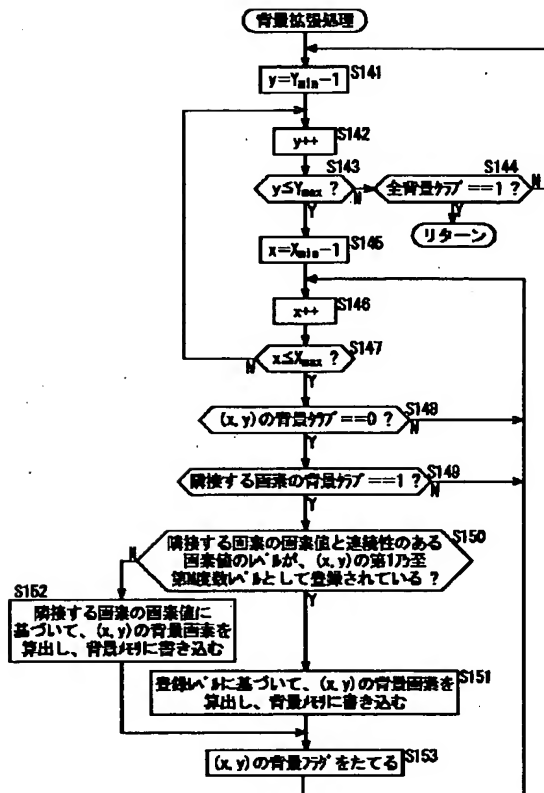 背景拡張処理
S141
y=Ymin-1
S142
y++
S143
y≦Ymax ?
N
Y
S144
全背景ﾌﾗｸﾞ==1 ?
N
Y
リターン
S145
x=Xmin-1
S146
x++
S147
x≦Xmax ?
N
Y
S149
(x,y)の背景ﾌﾗｸﾞ==0 ?
N
Y
S149
隣接する画素の背景ﾌﾗｸﾞ==1 ?
N
Y
S150
隣接する画素の画素値と連続性のある
画素値のﾚﾍﾞﾙが、(x,y)の第1乃至
第N度数ﾚﾍﾞﾙとして登録されている ?
N
Y
S152
隣接する画素の画素値に
基づいて、(x,y)の背景画素を
算出し、背景ﾒﾓﾘに書き込む
S151
登録ﾚﾍﾞﾙに基づいて、(x,y)の背景画素を
算出し、背景ﾒﾓﾘに書き込む
S153
(x,y)の背景ﾌﾗｸﾞをたてる